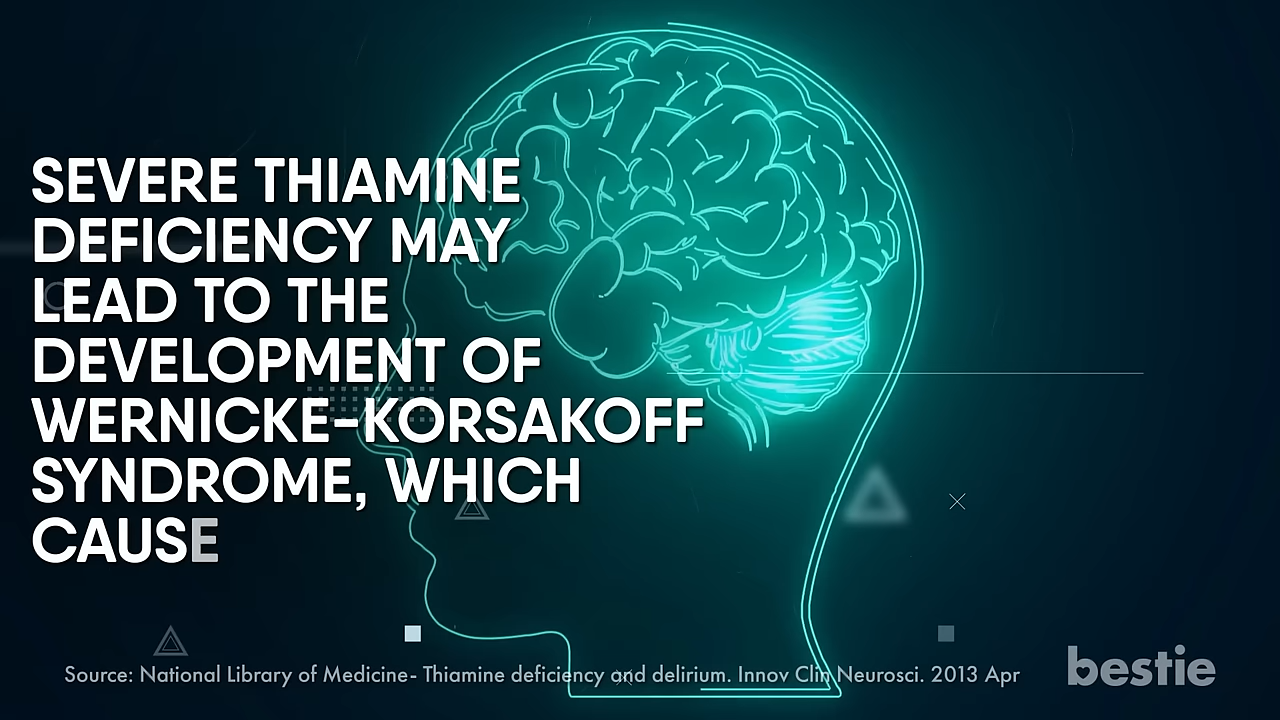 SEVERE THIAMINE
DEFICIENCY MAY
LEAD TO THE
DEVELOPMENT OF
WERNICKE-KORSAKOFF
SYNDROME, WHICH
CAUSE
Source: National Library of Medicine- Thiamine deficiency and delirium. Innov Clin Neurosci. 2013 Apr
bestie